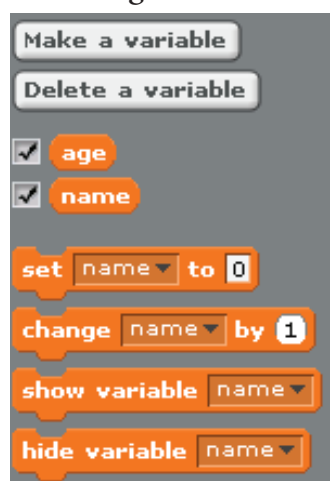 Make a variable
Delete a variable
age
name
set name to 0
change name by 1
show variable name
hide variable name